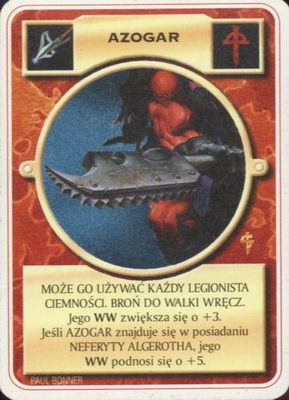 AZOGAR
MOŻE GO UŻYWAĆ KAŻDY LEGIONISTA
CIEMNOŚCI. BROŃ DO WALKI WRĘCZ.
Jego WW zwiększa się o +3.
Jeśli AZOGAR znajduje się w posiadaniu
NEFERYTY ALGEROTHA, jego
WW podnosi się o +5.
PAUL BONNER